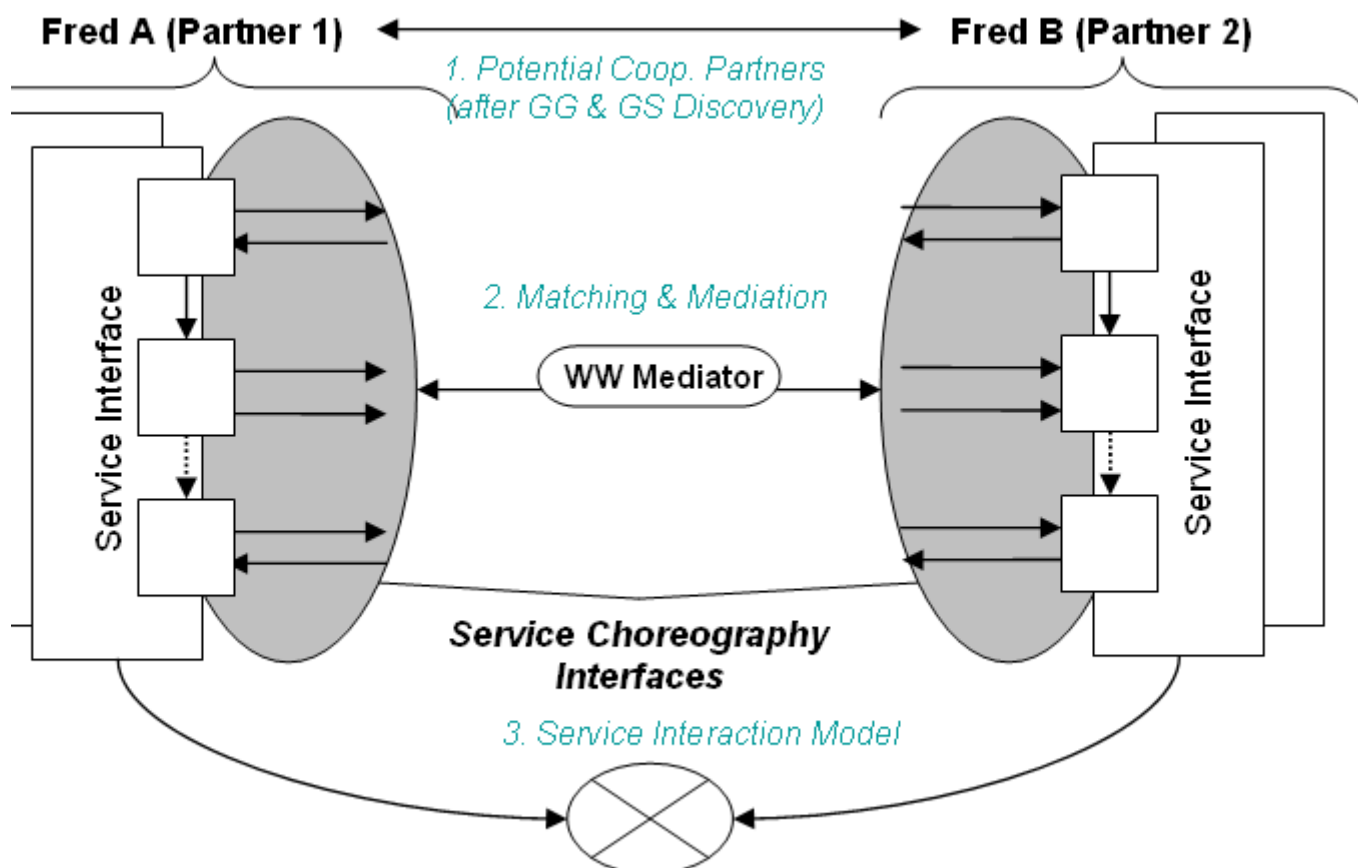 Fred A (Partner 1)
Fred B (Partner 2)
1. Potential Coop. Partners
(after GG & GS Discovery)
2. Matching & Mediation
Service Interface
WW Mediator
Service Interface
Service Choreography
Interfaces
3. Service Interaction Model